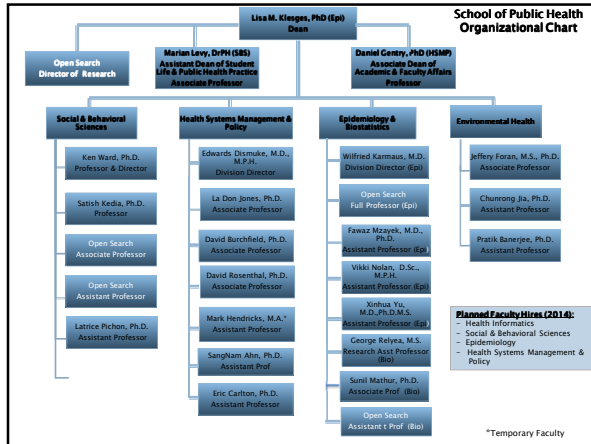 Lisa M. Klesges, PhD (Epi)
Dean
School of Public Health
Organizational Chart
Open Search
Director of Research
Marian Levy, DrPH (SBS)
Assistant Dean of Student
Life & Public Health Practice
Associate Professor
Daniel Gentry, PhD (HSMP)
Associate Dean of
Academic & Faculty Affairs
Professor
Social & Behavioral
Sciences
Ken Ward, Ph.D.
Professor & Director
Satish Kedia, Ph.D.
Professor
Open Search
Associate Professor
Open Search
Assistant Professor
Latrice Pichon, Ph.D.
Assistant Professor
Health Systems Management &
Policy
Edwards Dismuke, M.D.,
M.P.H.
Division Director
La Don Jones, Ph.D.
Associate Professor
David Burchfield, Ph.D.
Associate Professor
David Rosenthal, Ph.D.
Associate Professor
Mark Hendricks, M.A.*
Assistant Professor
SangNam Ahn, Ph.D.
Assistant Prof
Eric Carlton, Ph.D.
Assistant Professor
Epidemiology &
Biostatistics
Wilfried Karmaus, M.D.
Division Director (Epi)
Open Search
Full Professor (Epi)
Fawaz Mzayek, M.D.,
Ph.D.
Assistant Professor (Epi)
Vikki Nolan, D.Sc.,
M.P.H.
Assistant Professor (Epi)
Xinhua Yu,
M.D.,Ph.D.M.S.
Assistant Professor (Epi)
George Relyea, M.S.
Research Asst Professor
(Bio)
Sunil Mathur, Ph.D.
Associate Prof (Bio)
Open Search
Assistant t Prof (Bio)
Environmental Health
Jeffery Foran, M.S., Ph.D.
Associate Professor
Chunrong Jia, Ph.D.
Assistant Professor
Pratik Banerjee, Ph.D.
Assistant Professor
Planned Faculty Hires (2014):
- Health Informatics
- Social & Behavioral Sciences
- Epidemiology
- Health Systems Management &
Policy
*Temporary Faculty